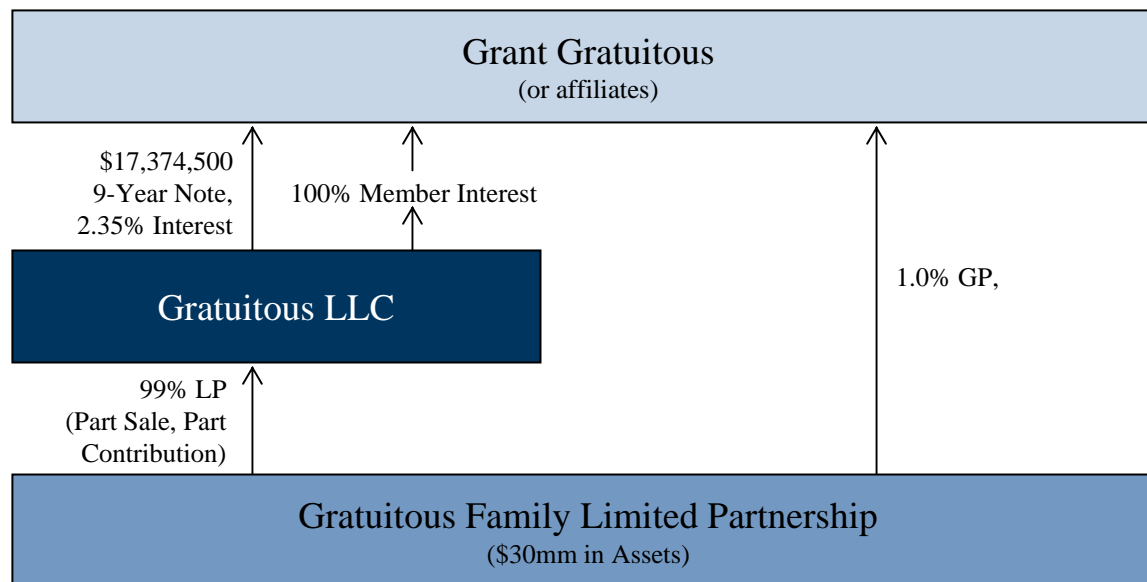 Grant Gratuitous
(or affiliates)
$17,374,500
9-Year Note,
2.35% Interest
100% Member Interest
1.0% GP,
Gratuitous LLC
99% LP
(Part Sale, Part
Contribution)
Gratuitous Family Limited Partnership
($30mm in Assets)